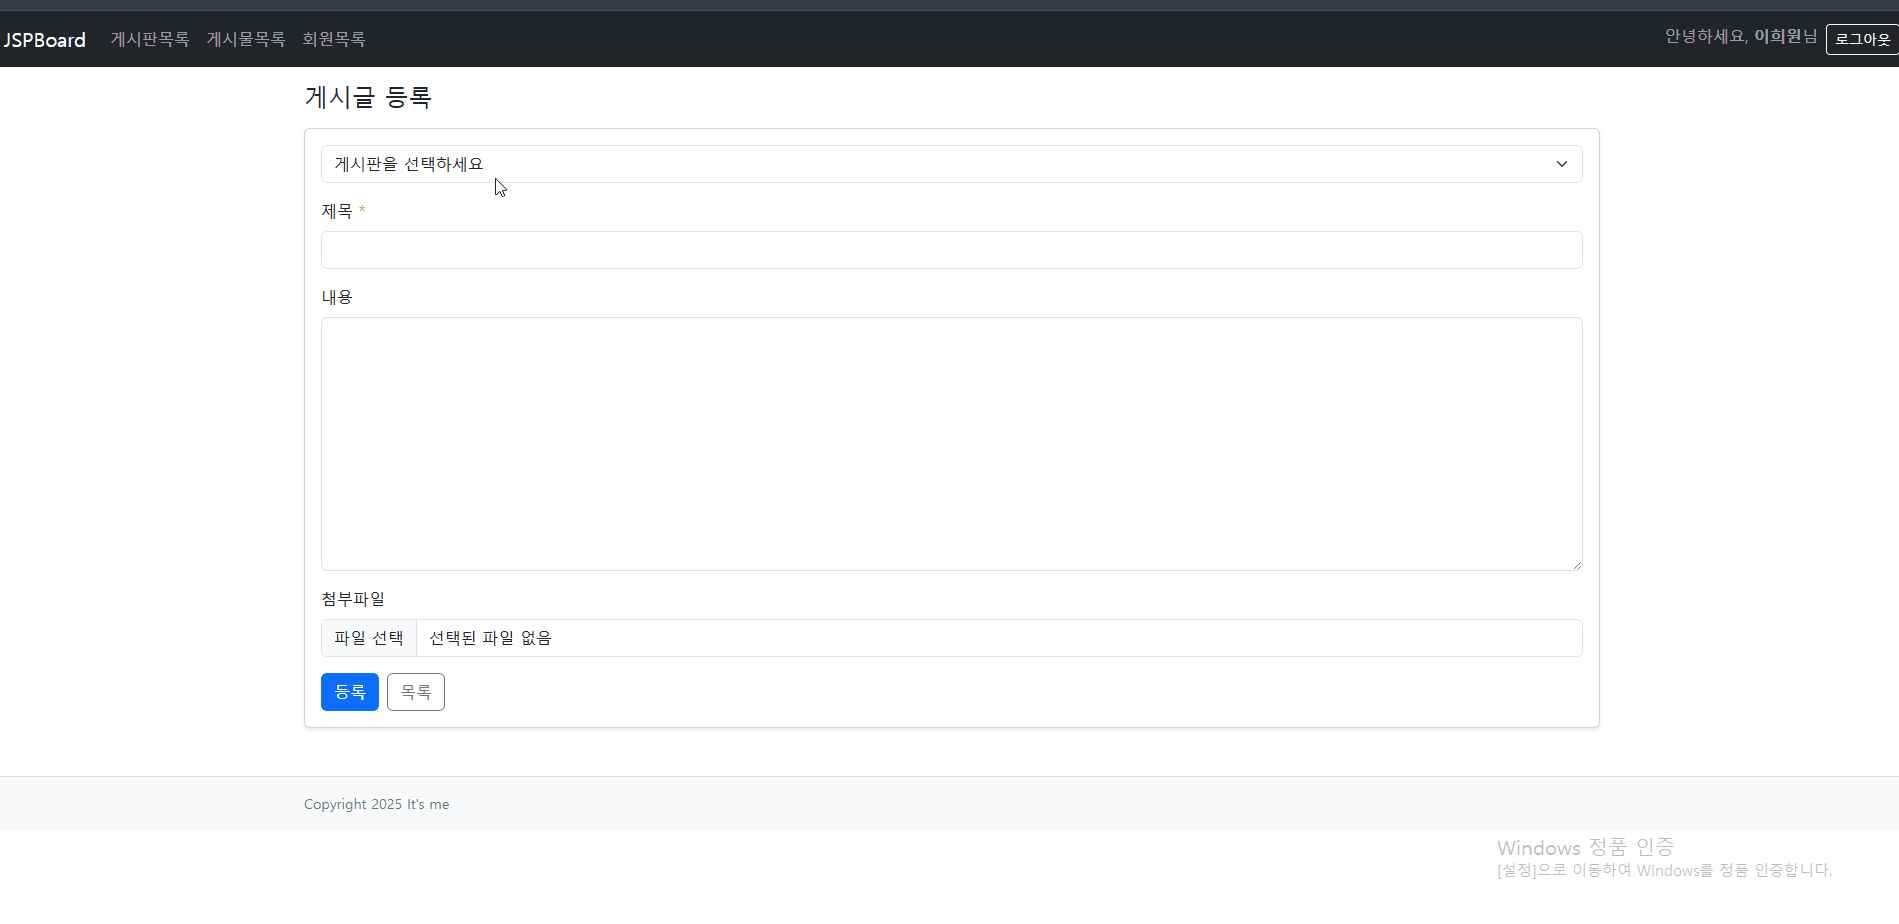 JSPBoard 게시판목록 게시물목록 회원목록 안녕하세요, 이희원님 로그아웃
게시글 등록
게시판을 선택하세요
제목 *
내용
첨부파일
파일 선택 선택된 파일 없음
등록 목록
Copyright 2025 It's me
Windows 정품 인증
[설정]으로 이동하여 Windows를 정품 인증합니다.